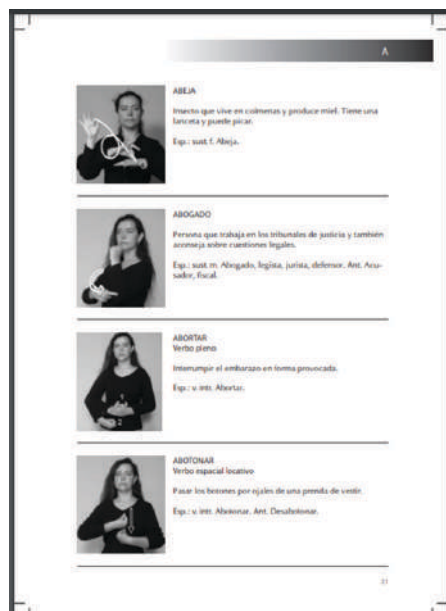 A
ABEJA
Insecto que vive en colmenas y produce miel. Tiene una
lanceta y puede picar.
Esp.: sust. f. Abeja.
ABOGADO
Persona que trabaja en los tribunales de justicia y también
aconseja sobre cuestiones legales.
Esp.: sust. m. Abogado, legista, jurista, defensor. Ant. Acu-
sador, fiscal.
ABORTAR
Verbo pleno
Interrumpir el embarazo en forma provocada.
Esp.: v. intr. Abortar.
1
2
ABOTONAR
Verbo espacial locativo
Pasar los botones por ojales de una prenda de vestir.
Esp.: v. intr. Abotonar. Ant. Desabotonar.